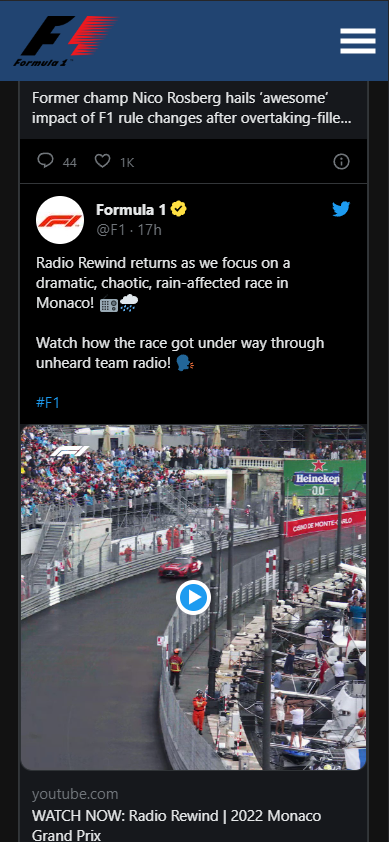 F1
Formula 1
Former champ Nico Rosberg hails ‘awesome’
impact of F1 rule changes after overtaking-fille...
44
1K
Formula 1
@F1 · 17h
Radio Rewind returns as we focus on a
dramatic, chaotic, rain-affected race in
Monaco! 📻🌧️
Watch how the race got under way through
unheard team radio! 🗣️
#F1
Heineken
00
CASINO DE MONTE-CARLO
youtube.com
WATCH NOW: Radio Rewind | 2022 Monaco
Grand Prix